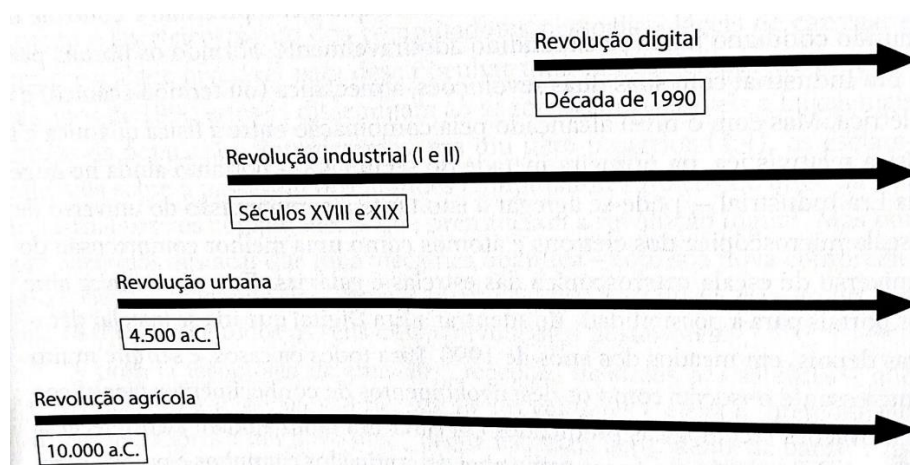 Revolução digital
Década de 1990
Revolução industrial (I e II)
Séculos XVIII e XIX
Revolução urbana
4.500 a.C.
Revolução agrícola
10.000 a.C.